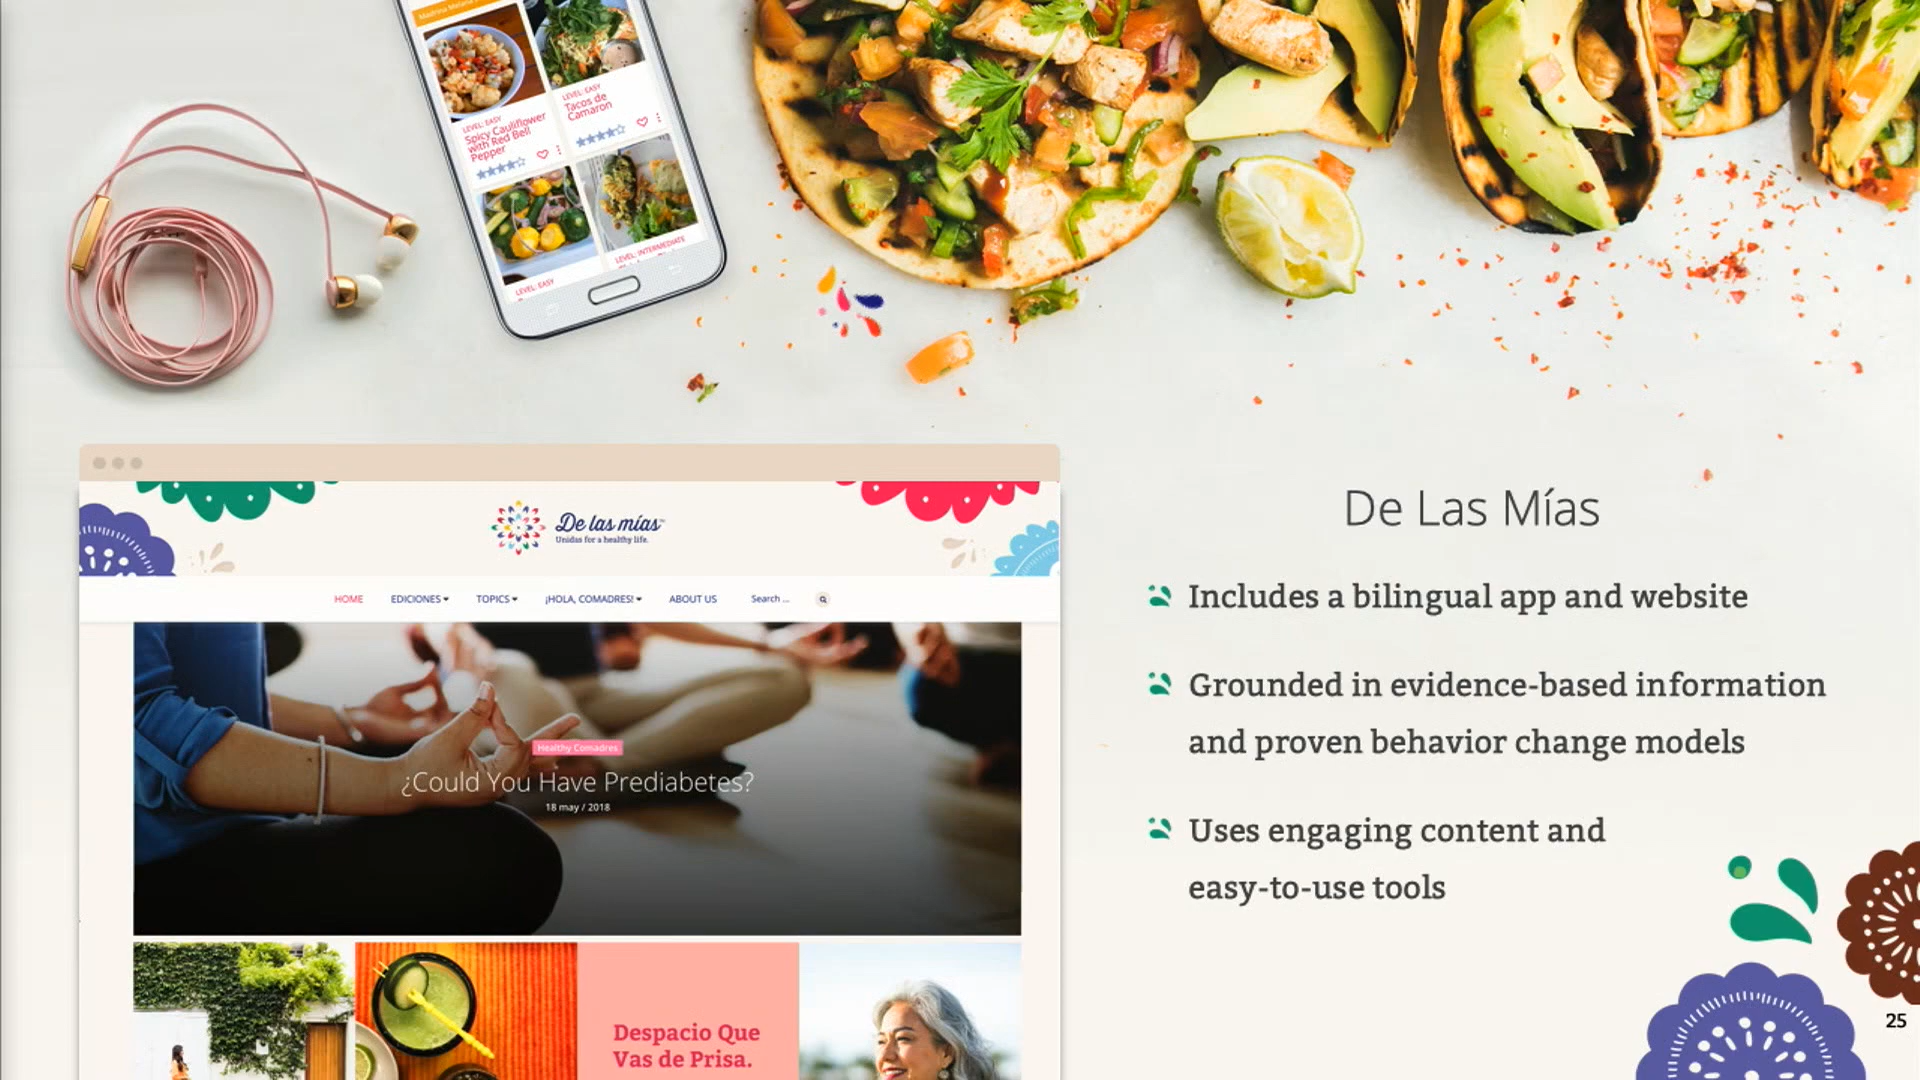 LEVEL: EASY
Spicy Cauliflower
with Red Bell
Pepper
LEVEL: EASY
Tacos de
Camaron
LEVEL: EASY
LEVEL: INTERMEDIATE
De las mías™
Unidas for a healthy life.
HOME EDICIONES TOPICS ¡HOLA, COMADRES! ABOUT US Search ...
Healthy Comadres
¿Could You Have Prediabetes?
18 may / 2018
Despacio Que
Vas de Prisa.
De Las Mías
Includes a bilingual app and website
Grounded in evidence-based information
and proven behavior change models
Uses engaging content and
easy-to-use tools
25